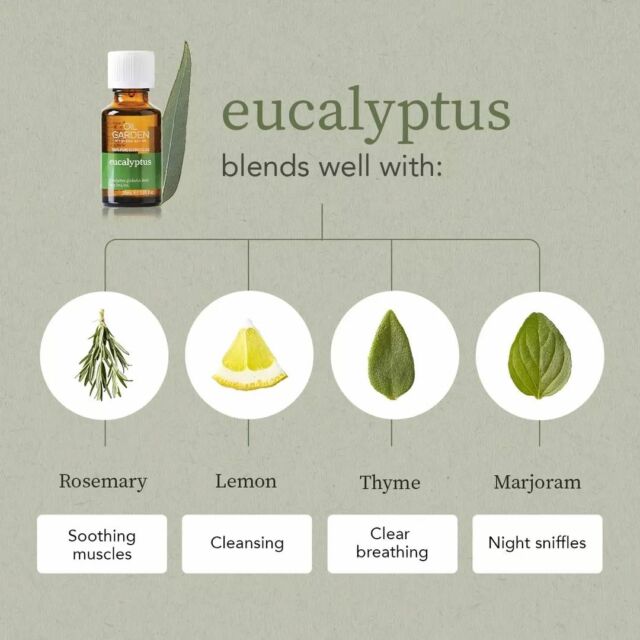 OIL
GARDEN
eucalyptus
eucalyptus
blends well with:
Rosemary
Lemon
Thyme
Marjoram
Soothing
muscles
Cleansing
Clear
breathing
Night sniffles